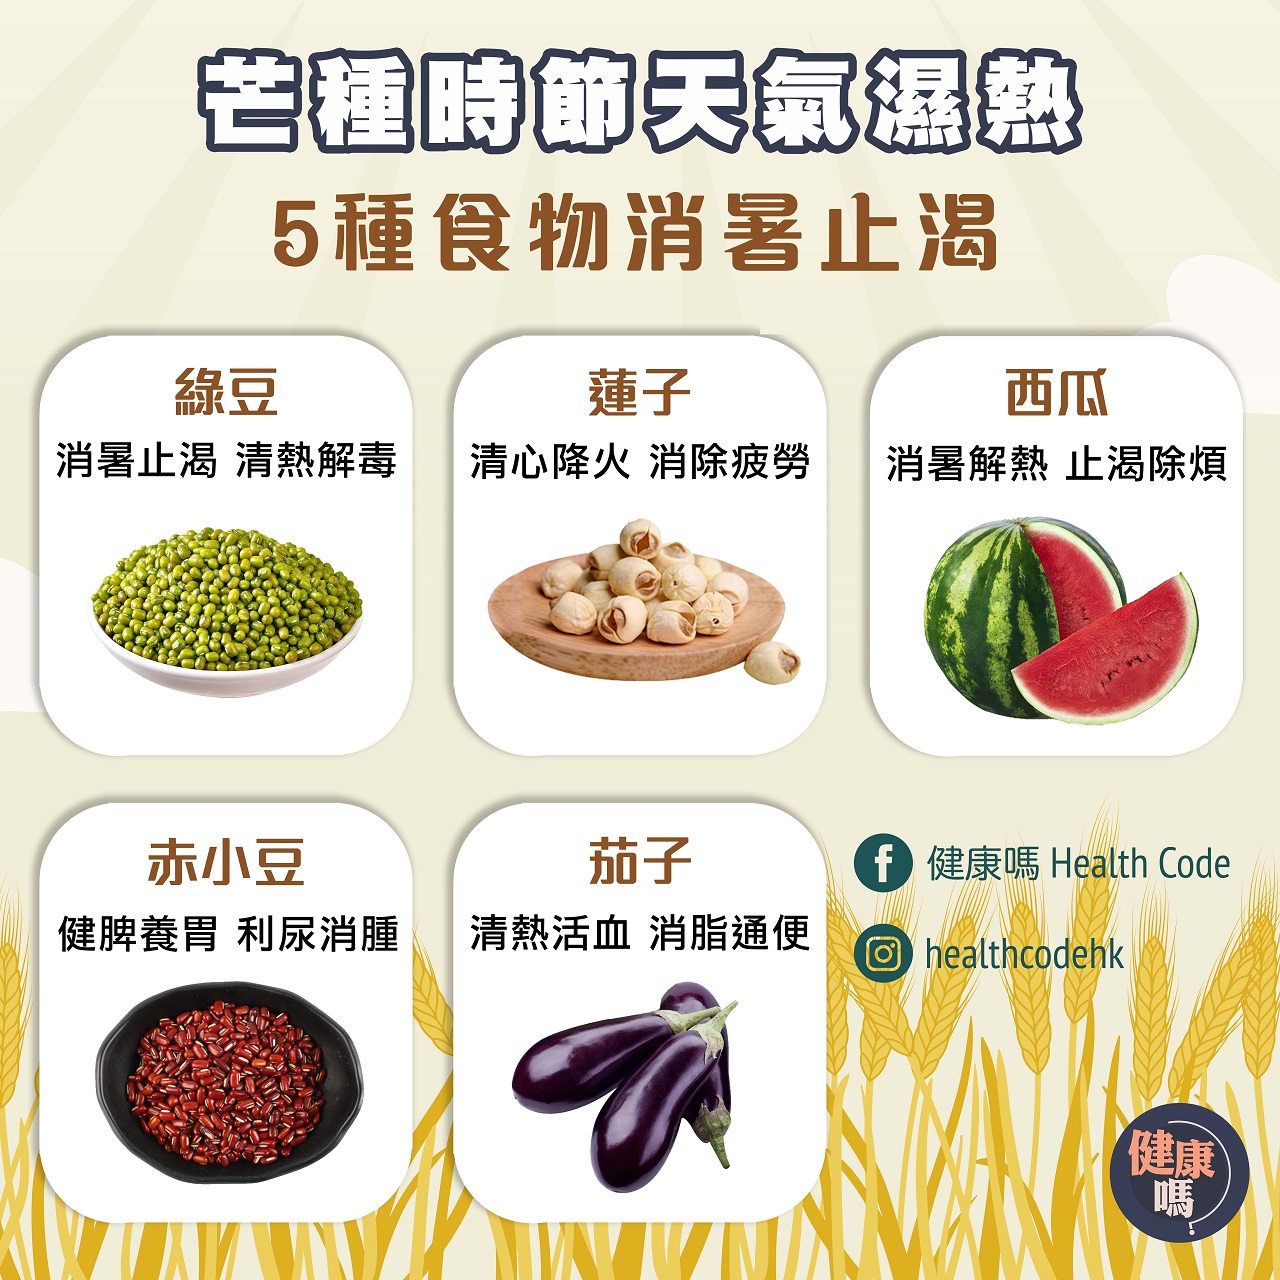 芒種時節天氣濕熱
5種食物消暑止渴
綠豆
消暑止渴 清熱解毒
蓮子
清心降火 消除疲勞
西瓜
消暑解熱 止渴除煩
赤小豆
健脾養胃 利尿消腫
茄子
清熱活血 消脂通便
健康嗎 Health Code
healthcodehk
健康
嗎